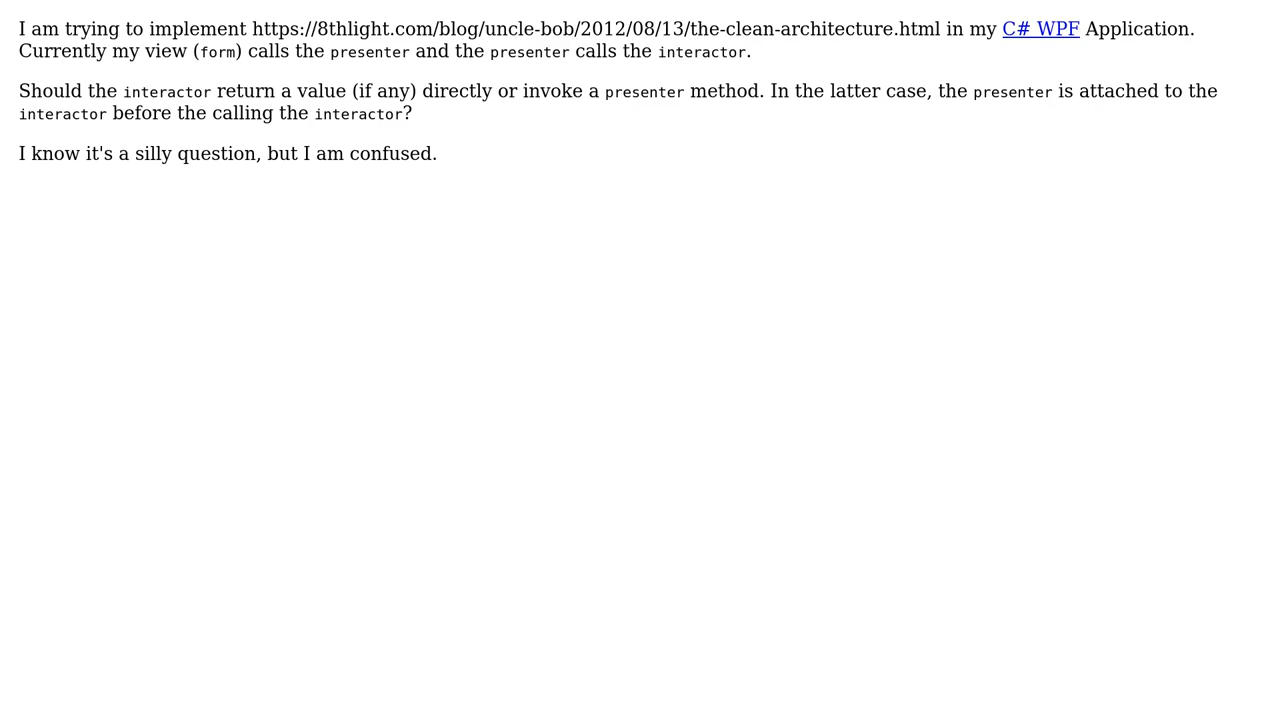 I am trying to implement https://8thlight.com/blog/uncle-bob/2012/08/13/the-clean-architecture.html in my C# WPF Application.
Currently my view (form) calls the presenter and the presenter calls the interactor.
Should the interactor return a value (if any) directly or invoke a presenter method. In the latter case, the presenter is attached to the
interactor before the calling the interactor?
I know it's a silly question, but I am confused.